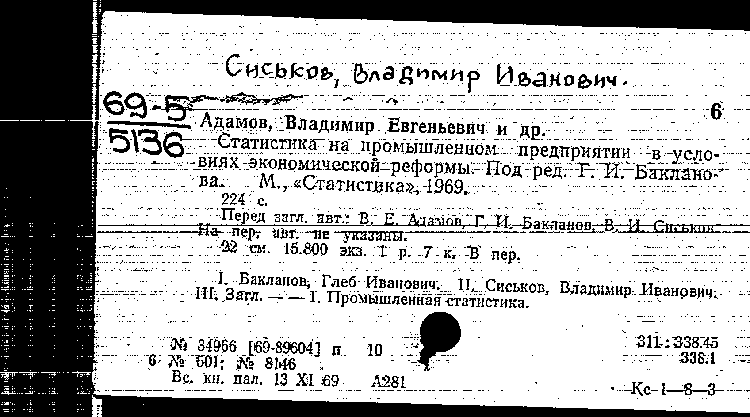 Сиськов, Владимир Иванович.
69-5
5136
6
Адамов, Владимир Евгеньевич и др.
Статистика на промышленном предприятии в усло-
виях экономической реформы. Под ред. Г. И. Баклано-
ва. М., «Статистика», 1969.
224 с.
Перед загл. авт.: В. Е. Адамов, Г. И. Бакланов, В. И. Сиськов.
На пер. авт. не указаны.
22 см. 15.800 экз. 1 р. 7 к. В пер.
I. Бакланов, Глеб Иванович. II. Сиськов, Владимир Иванович.
III. Загл. — — 1. Промышленная статистика.
№ 34966 [69-89604] п 10
311:338.45
6 № 601; № 8146
338.1
Вс. кн. пал. 13 XI 69 А281
Кс-1—8—3